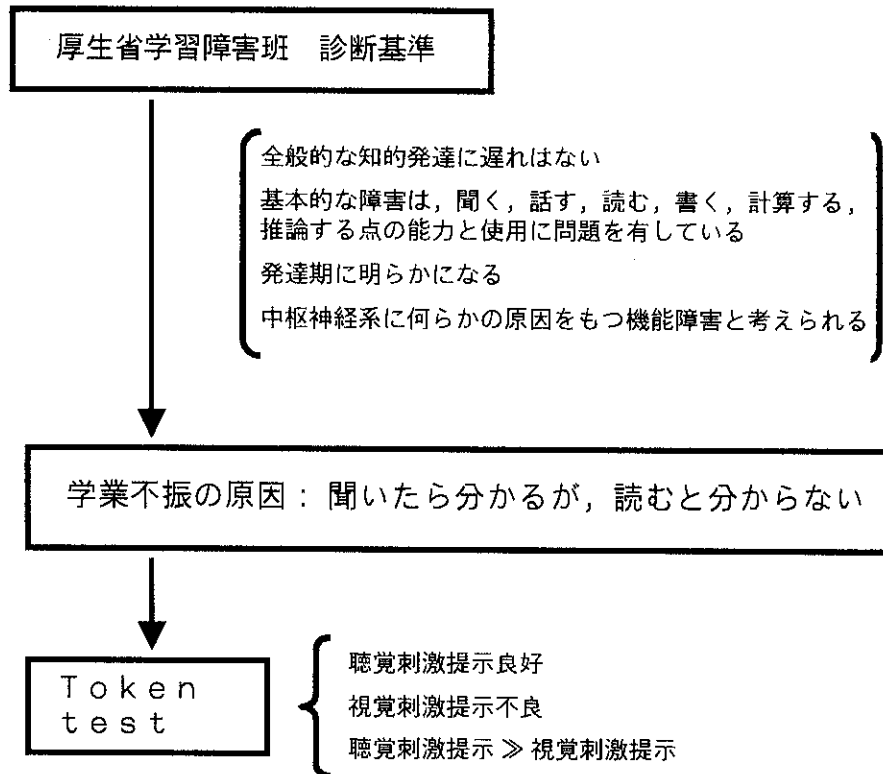 厚生省学習障害班　診断基準
全般的な知的発達に遅れはない
基本的な障害は，聞く，話す，読む，書く，計算する，
推論する点の能力と使用に問題を有している
発達期に明らかになる
中枢神経系に何らかの原因をもつ機能障害と考えられる
学業不振の原因：聞いたら分かるが，読むと分からない
Ｔｏｋｅｎ
ｔｅｓｔ
聴覚刺激提示良好
視覚刺激提示不良
聴覚刺激提示 ≫ 視覚刺激提示